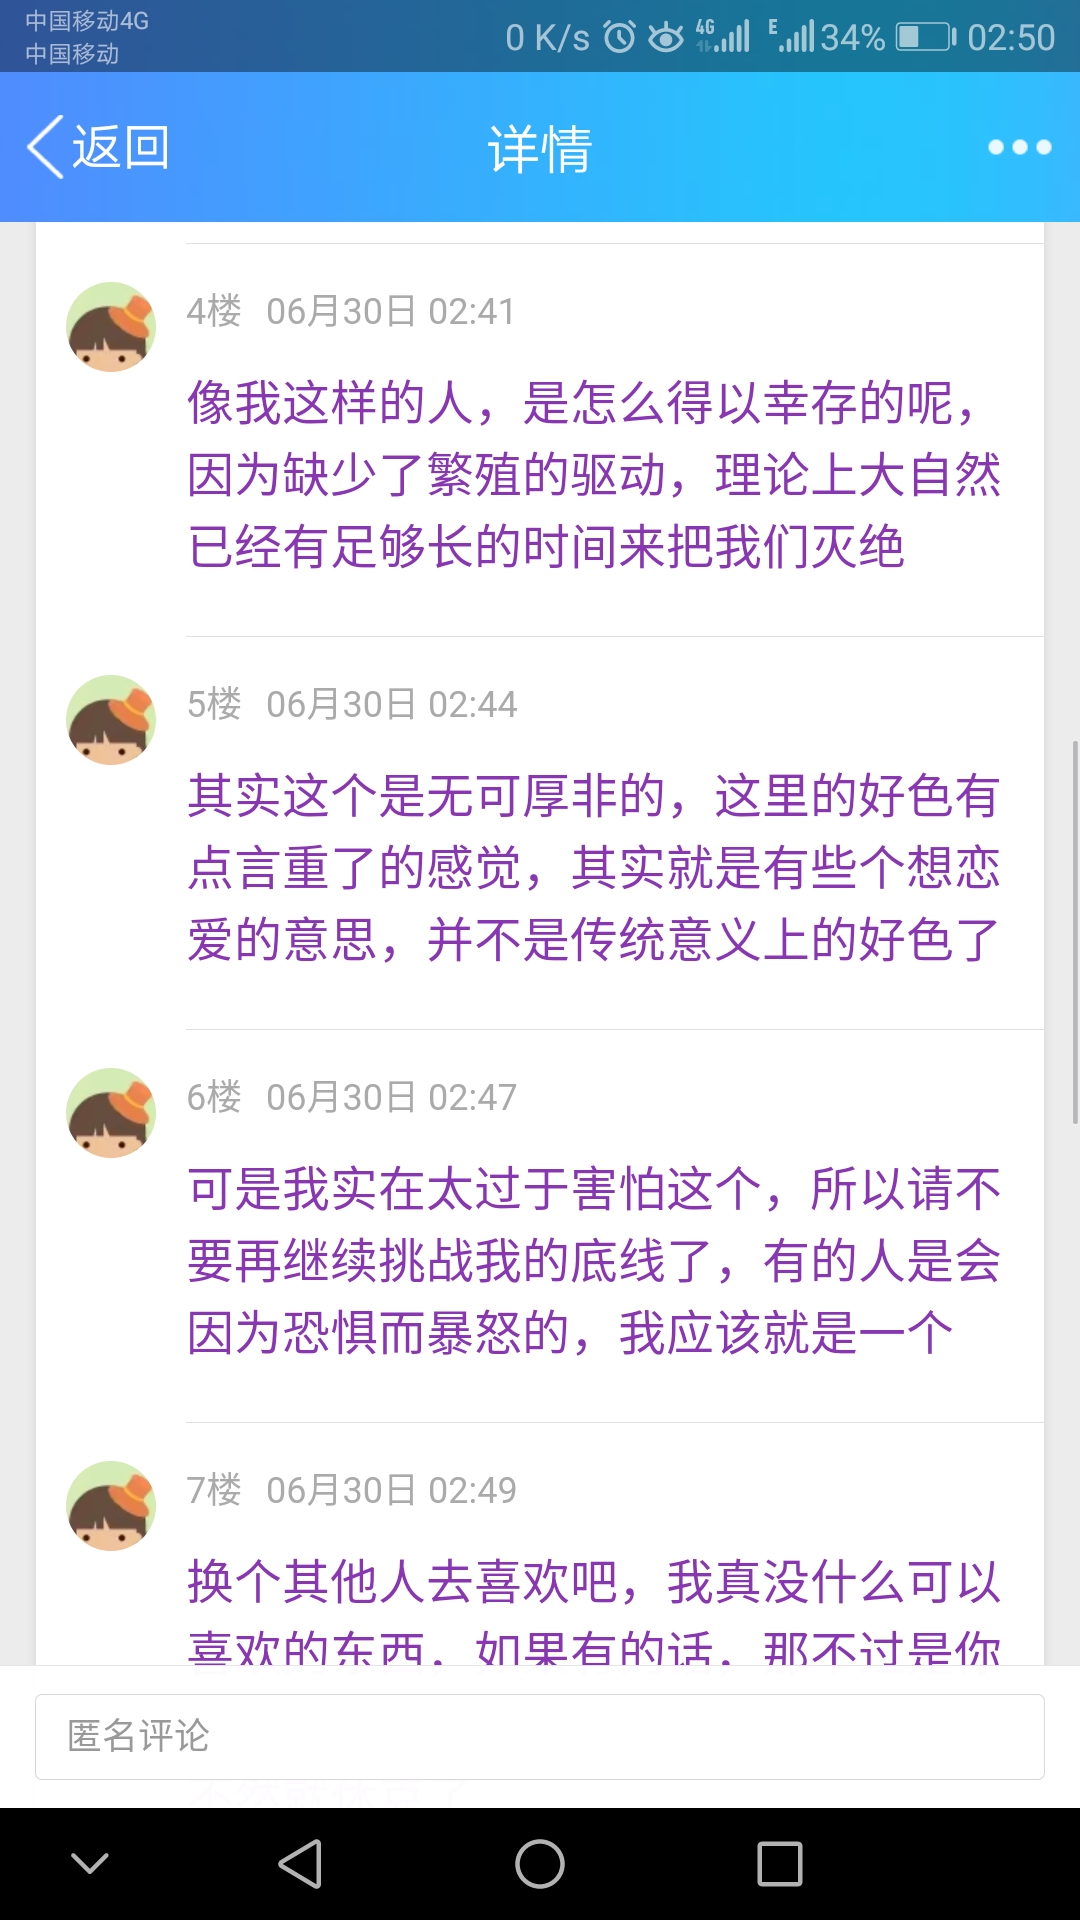 中国移动4G
中国移动
0 K/s 4G E 34% 02:50
返回 详情
4楼 06月30日 02:41
像我这样的人，是怎么得以幸存的呢，
因为缺少了繁殖的驱动，理论上大自然
已经有足够长的时间来把我们灭绝
5楼 06月30日 02:44
其实这个是无可厚非的，这里的好色有
点言重了的感觉，其实就是有些个想恋
爱的意思，并不是传统意义上的好色了
6楼 06月30日 02:47
可是我实在太过于害怕这个，所以请不
要再继续挑战我的底线了，有的人是会
因为恐惧而暴怒的，我应该就是一个
7楼 06月30日 02:49
换个其他人去喜欢吧，我真没什么可以
喜欢的东西，如果有的话，那不过是你
匿名评论